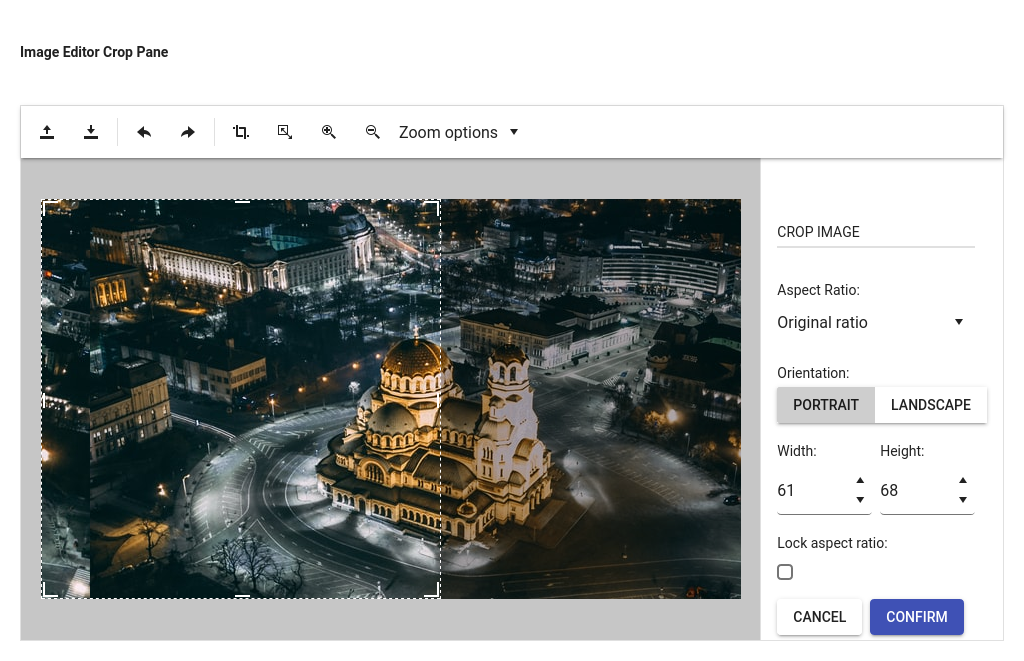 Image Editor Crop Pane
Zoom options
CROP IMAGE
Aspect Ratio:
Original ratio
Orientation:
PORTRAIT LANDSCAPE
Width: Height:
61 68
Lock aspect ratio:
CANCEL CONFIRM